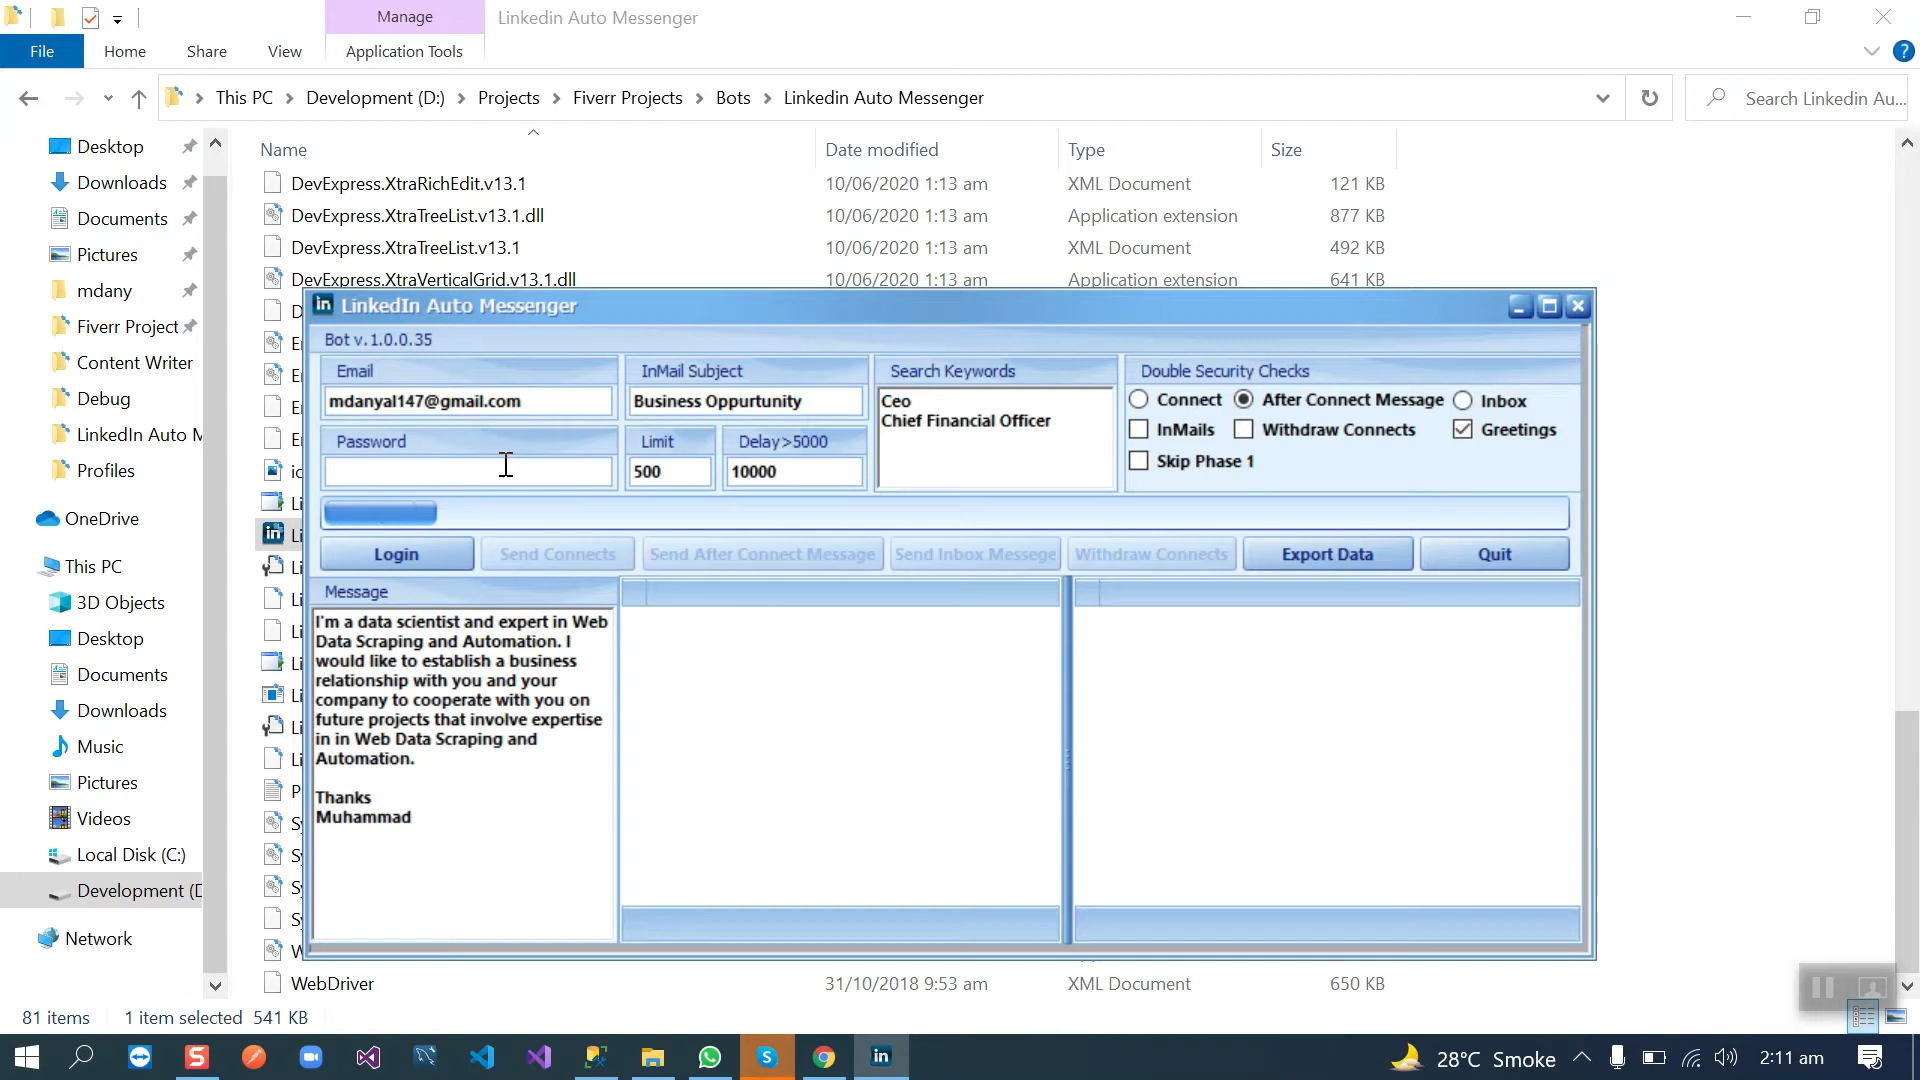 Manage
Linkedin Auto Messenger
File
Home
Share
View
Application Tools
This PC
Development (D:)
Projects
Fiverr Projects
Bots
Linkedin Auto Messenger
Search Linkedin Au...
Name
Date modified
Type
Size
Desktop
Downloads
Documents
Pictures
mdany
Fiverr Project
Content Writer
Debug
LinkedIn Auto M
Profiles
OneDrive
This PC
3D Objects
Desktop
Documents
Downloads
Music
Pictures
Videos
Local Disk (C:)
Development (D
Network
DevExpress.XtraRichEdit.v13.1 10/06/2020 1:13 am XML Document 121 KB
DevExpress.XtraTreeList.v13.1.dll 10/06/2020 1:13 am Application extension 877 KB
DevExpress.XtraTreeList.v13.1 10/06/2020 1:13 am XML Document 492 KB
DevExpress.XtraVerticalGrid.v13.1.dll 10/06/2020 1:13 am Application extension 641 KB
LinkedIn Auto Messenger
Bot v.1.0.0.35
Email
mdanyal147@gmail.com
Password
InMail Subject
Business Oppurtunity
Limit
500
Delay>5000
10000
Search Keywords
Ceo
Chief Financial Officer
Double Security Checks
Connect
After Connect Message
Inbox
InMails
Withdraw Connects
Greetings
Skip Phase 1
Login
Send Connects
Send After Connect Message
Send Inbox Messege
Withdraw Connects
Export Data
Quit
Message
I'm a data scientist and expert in Web
Data Scraping and Automation. I
would like to establish a business
relationship with you and your
company to cooperate with you on
future projects that involve expertise
in in Web Data Scraping and
Automation.
Thanks
Muhammad
WebDriver 31/10/2018 9:53 am XML Document 650 KB
81 items
1 item selected 541 KB
28°C Smoke
2:11 am